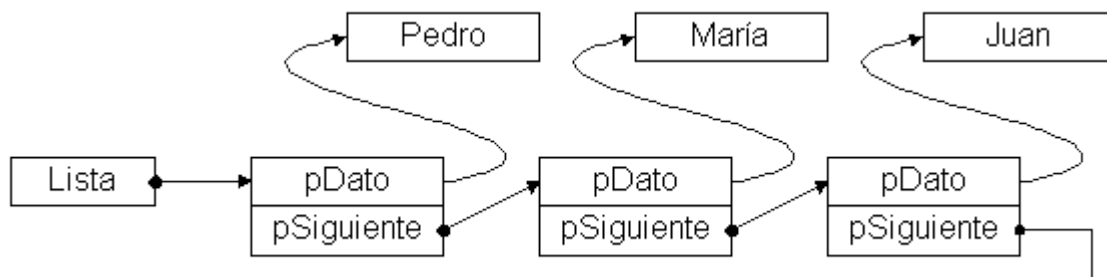 Pedro
María
Juan
Lista
pDato
pDato
pDato
pSiguiente
pSiguiente
pSiguiente